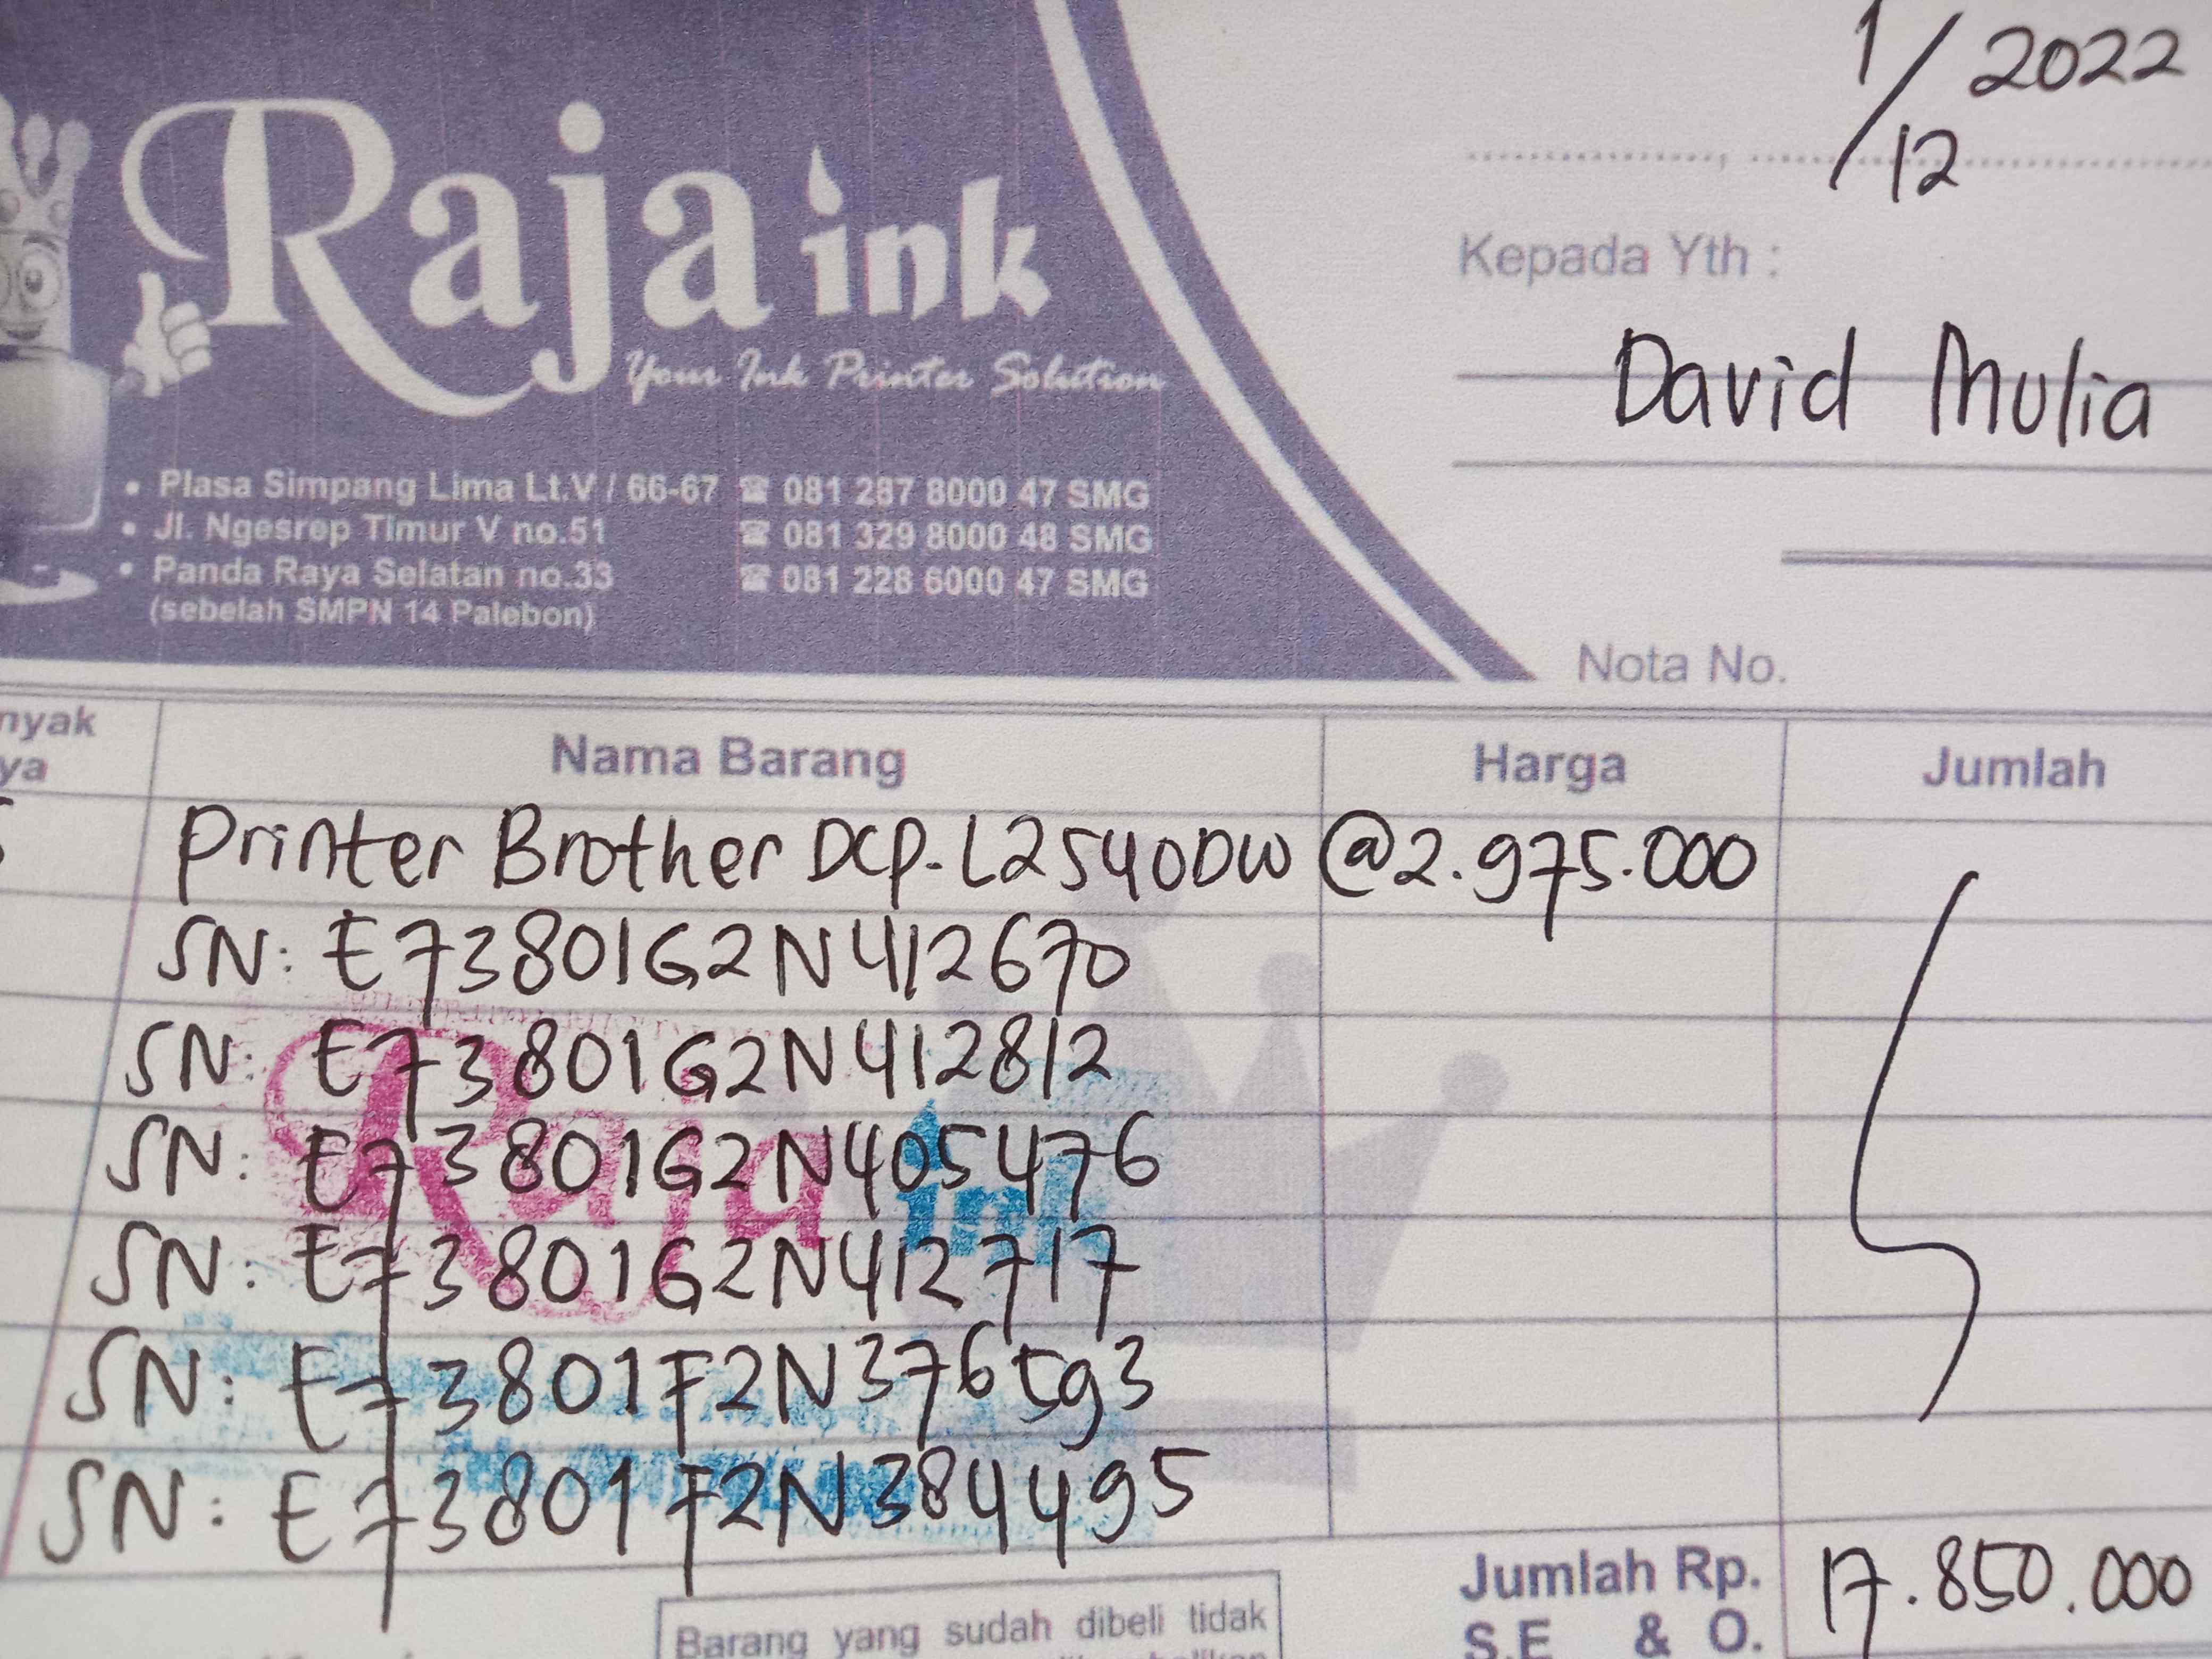 1/12 2022
Raja ink
Your Ink Printer Solution
• Plasa Simpang Lima Lt.V / 66-67 ☎ 081 287 8000 47 SMG
• Jl. Ngesrep Timur V no.51 ☎ 081 329 8000 48 SMG
• Panda Raya Selatan no.33 ☎ 081 228 6000 47 SMG
(sebelah SMPN 14 Palebon)
Kepada Yth :
David Mulia
Nota No.
nyak
ya
Nama Barang
Harga
Jumlah
Printer Brother DCP-L2540DW @2.975.000
SN: E73801G2N412670
SN: E73801G2N412812
SN: E73801G2N405476
SN: E73801G2N412717
SN: E73801F2N376593
SN: E73801F2N384495
Raja ink
Jumlah Rp. 17.850.000
S.E & O.
Barang yang sudah dibeli tidak